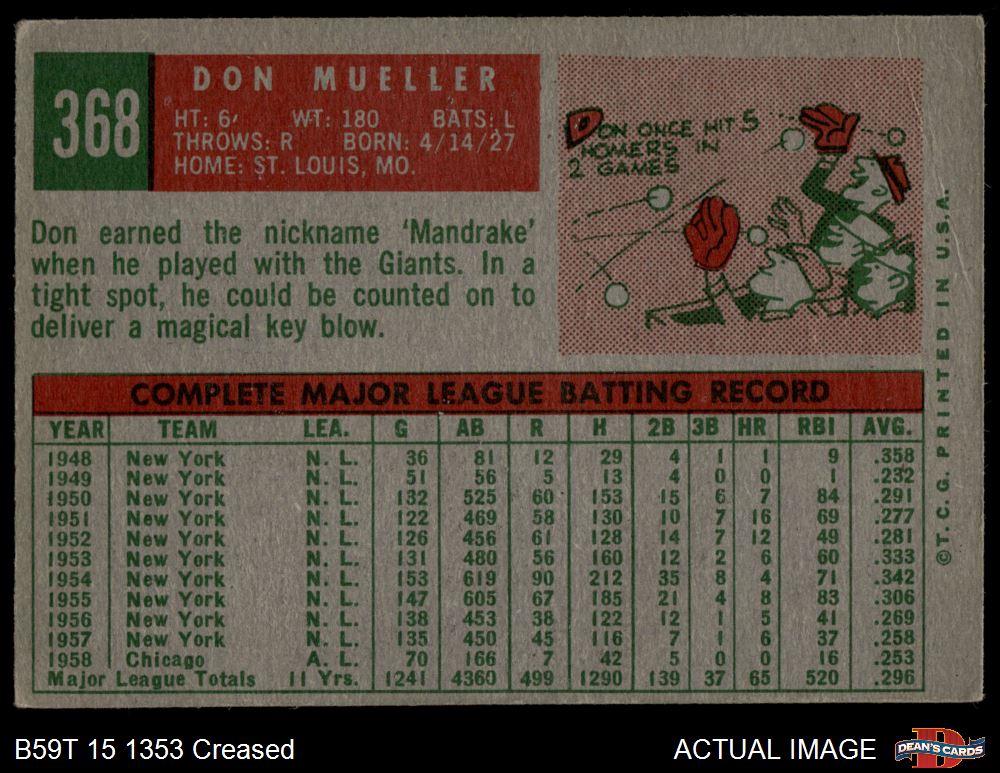 368
DON MUELLER
HT: 6' WT: 180 BATS: L
THROWS: R BORN: 4/14/27
HOME: ST. LOUIS, MO.
DON ONCE HIT 5
HOMERS IN
2 GAMES
Don earned the nickname 'Mandrake'
when he played with the Giants. In a
tight spot, he could be counted on to
deliver a magical key blow.
COMPLETE MAJOR LEAGUE BATTING RECORD
YEAR TEAM LEA. G AB R H 2B 3B HR RBI AVG.
1948 New York N. L. 36 81 12 29 4 1 1 9 .358
1949 New York N. L. 51 56 5 13 4 0 0 1 .232
1950 New York N. L. 132 525 60 153 15 6 7 84 .291
1951 New York N. L. 122 469 58 130 10 7 16 69 .277
1952 New York N. L. 126 456 61 128 14 7 12 49 .281
1953 New York N. L. 131 480 56 160 12 2 6 60 .333
1954 New York N. L. 153 619 90 212 35 8 4 71 .342
1955 New York N. L. 147 605 67 185 21 4 8 83 .306
1956 New York N. L. 138 453 38 122 12 1 5 41 .269
1957 New York N. L. 135 450 45 116 7 1 6 37 .258
1958 Chicago A. L. 70 166 7 42 5 0 0 16 .253
Major League Totals 11 Yrs. 1241 4360 499 1290 139 37 65 520 .296
©T. C. G. PRINTED IN U.S.A.
B59T 15 1353 Creased
ACTUAL IMAGE
D
DEAN'S CARDS